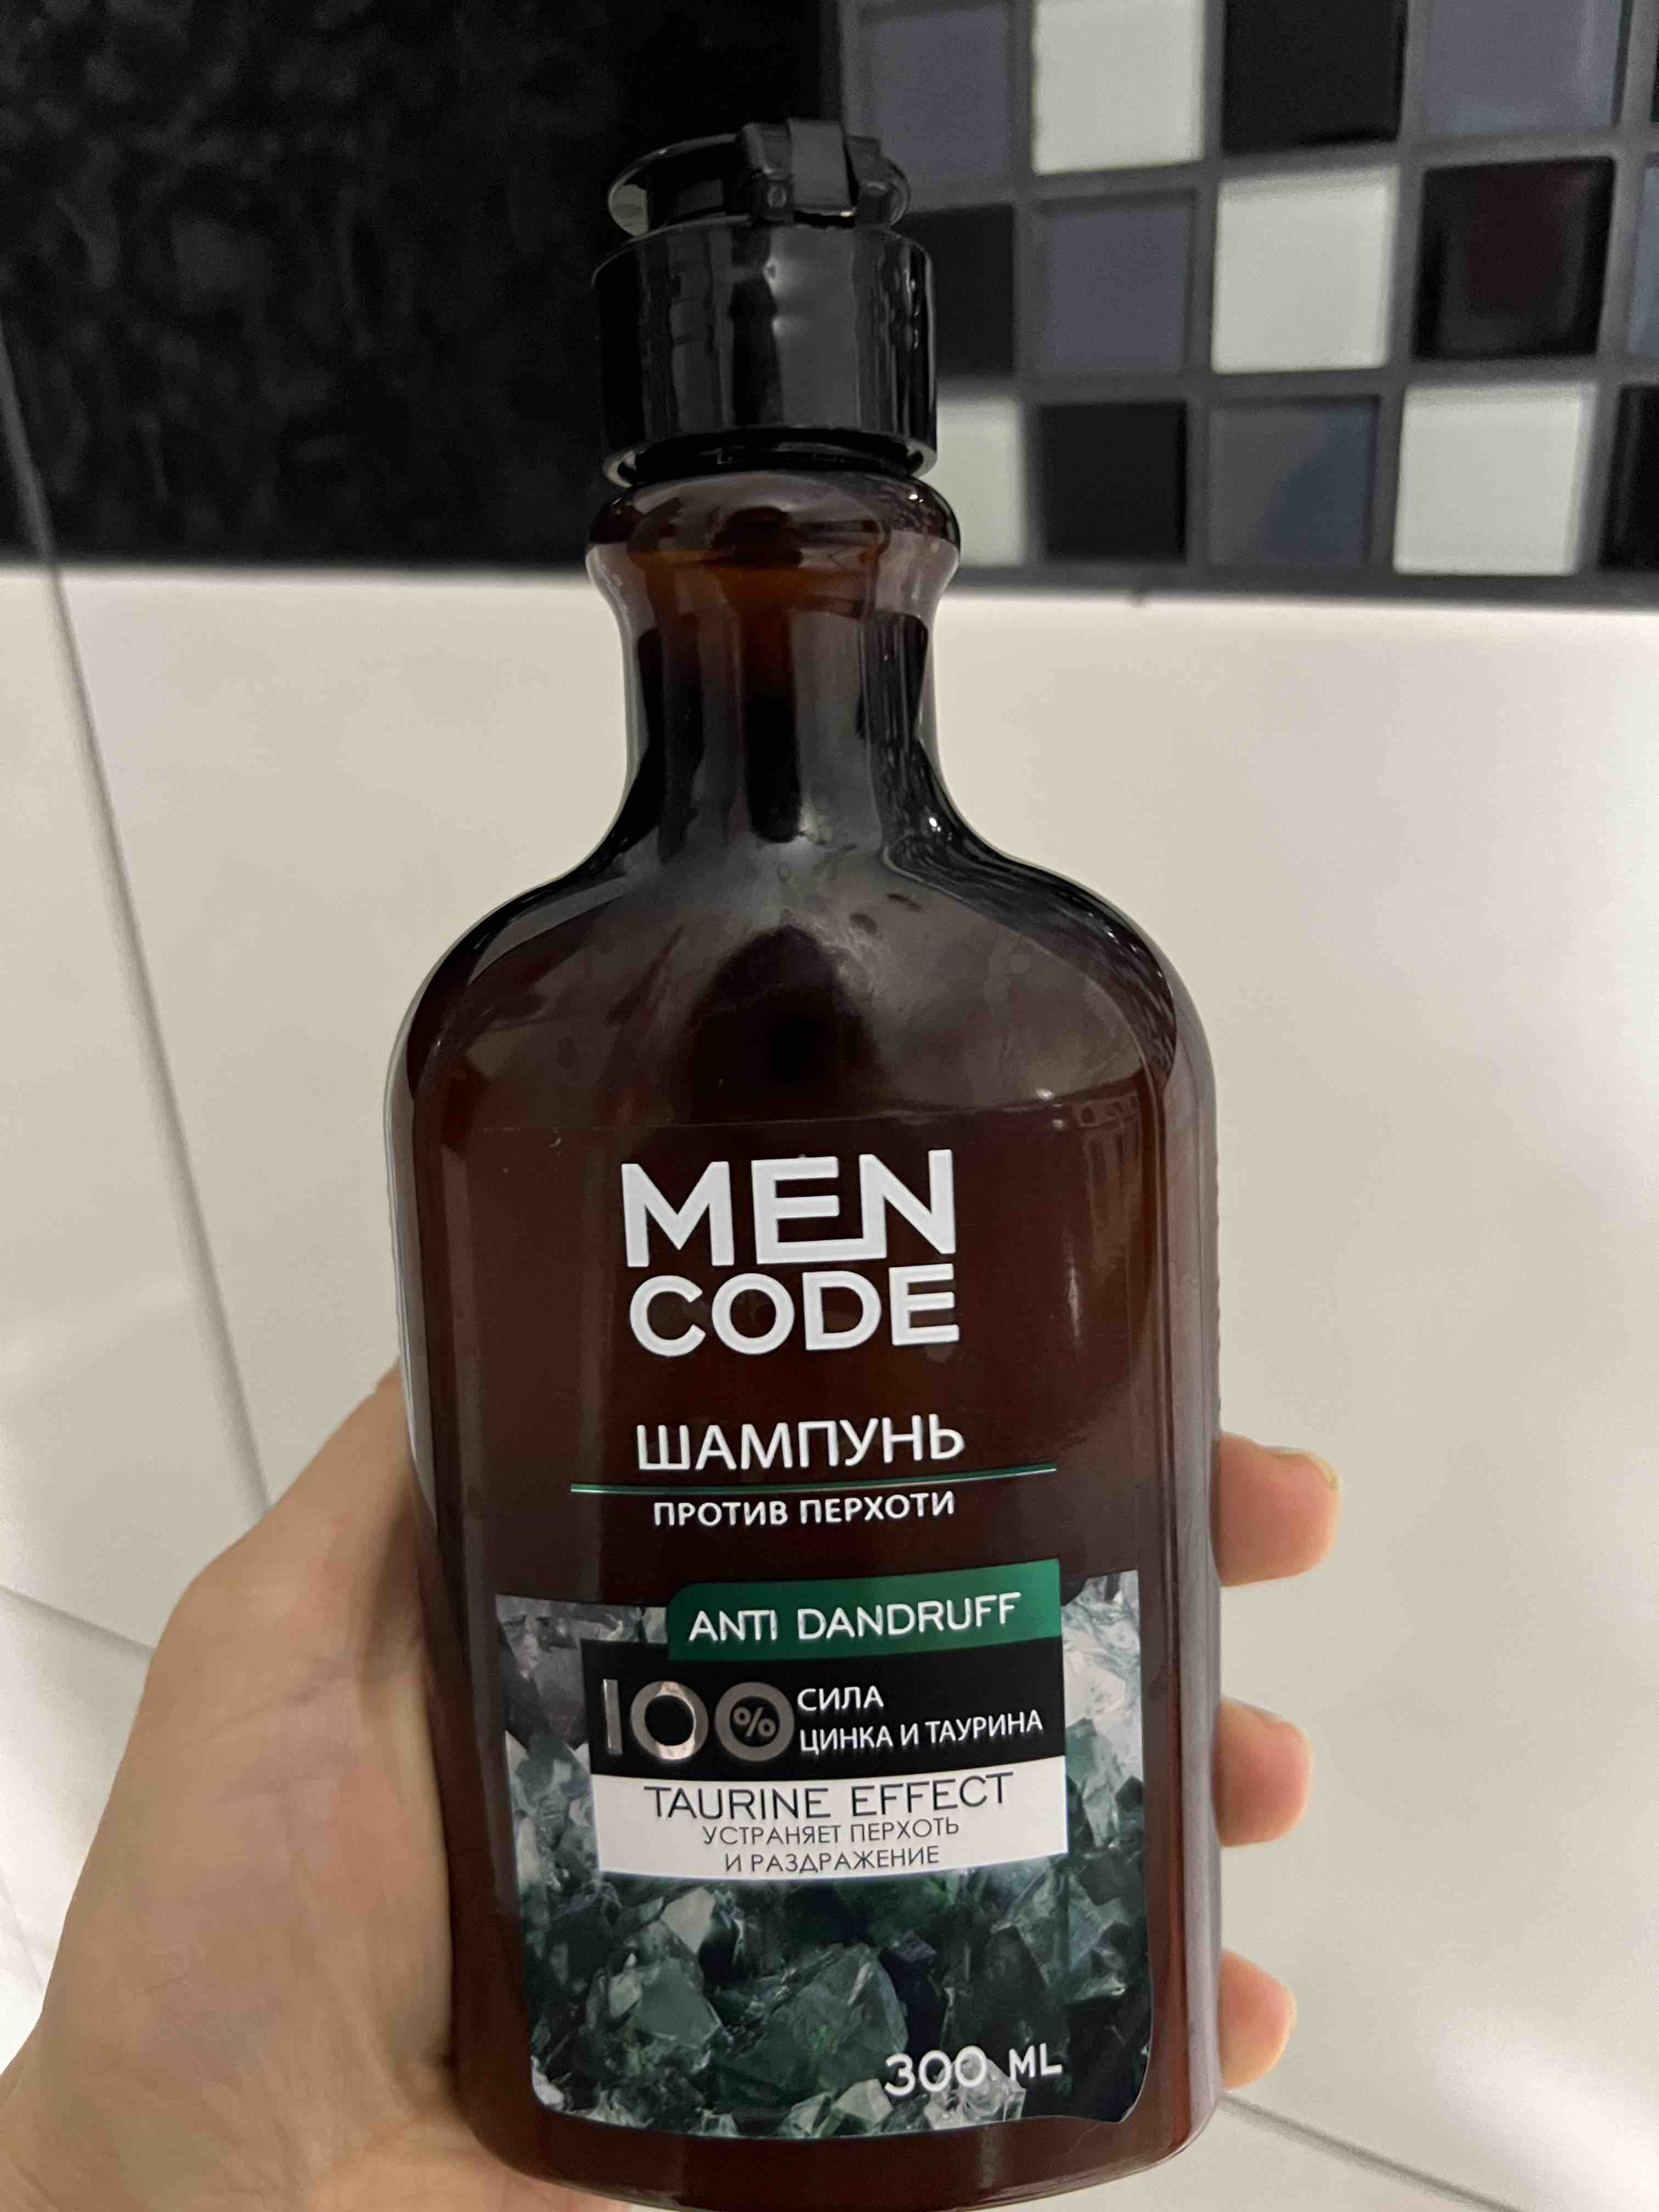 MEN
CODE
ШАМПУНЬ
ПРОТИВ ПЕРХОТИ
ANTI DANDRUFF
100% СИЛА
ЦИНКА И ТАУРИНА
TAURINE EFFECT
УСТРАНЯЕТ ПЕРХОТЬ
И РАЗДРАЖЕНИЕ
300 ML